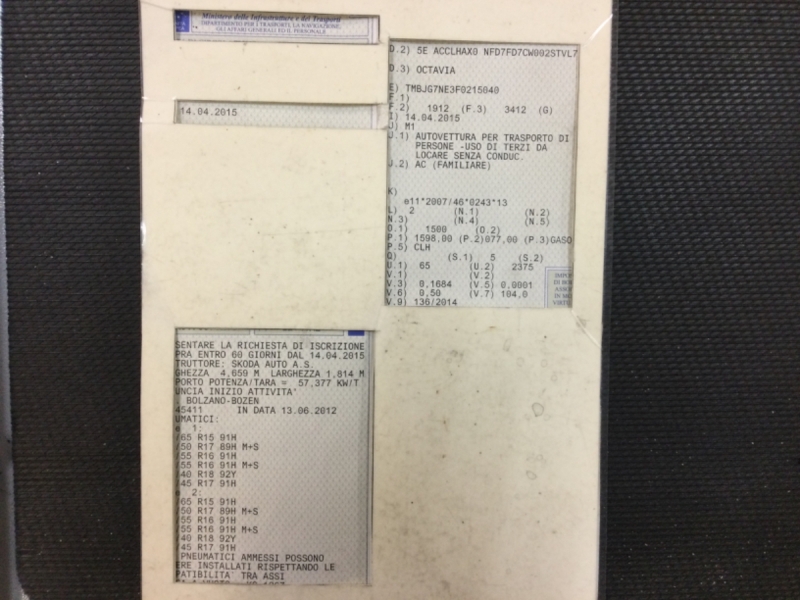 Ministero delle Infrastrutture e dei Trasporti
DIPARTIMENTO PER I TRASPORTI, LA NAVIGAZIONE,
GLI AFFARI GENERALI ED IL PERSONALE
14.04.2015
D.2) 5E ACCLHAX0 NFD7FD7CW002STVL7
D.3) OCTAVIA
E) TMBJG7NE3F0215040
F.1)
F.2) 1912 (F.3) 3412 (G)
I) 14.04.2015
J) M1
J.1) AUTOVETTURA PER TRASPORTO DI
PERSONE -USO DI TERZI DA
LOCARE SENZA CONDUC.
J.2) AC (FAMILIARE)
K)
e11*2007/46*0243*13
L) 2 (N.1) (N.2)
N.3) (N.4) (N.5)
O.1) 1500 (O.2)
P.1) 1598,00 (P.2)077,00 (P.3)GASO
P.5) CLH
Q) (S.1) 5 (S.2)
U.1) 65 (U.2) 2375
V.1) (V.2)
V.3) 0,1684 (V.5) 0,0001
V.6) 0,50 (V.7) 104,0
V.9) 136/2014
DI BO
IN M
VIRTU
SENTARE LA RICHIESTA DI ISCRIZIONE
PRA ENTRO 60 GIORNI DAL 14.04.2015
TRUTTORE: SKODA AUTO A.S.
GHEZZA 4,659 M LARGHEZZA 1,814 M
PORTO POTENZA/TARA = 57,377 KW/T
UNCIA INIZIO ATTIVITA'
. BOLZANO-BOZEN
45411 IN DATA 13.06.2012
UMATICI:
e 1:
/65 R15 91H
/50 R17 89H M+S
/55 R16 91H
/55 R16 91H M+S
/40 R18 92Y
/45 R17 91H
e 2:
/65 R15 91H
/50 R17 89H M+S
/55 R16 91H
/55 R16 91H M+S
/40 R18 92Y
/45 R17 91H
PNEUMATICI AMMESSI POSSONO
ERE INSTALLATI RISPETTANDO LE
PATIBILITA' TRA ASSI